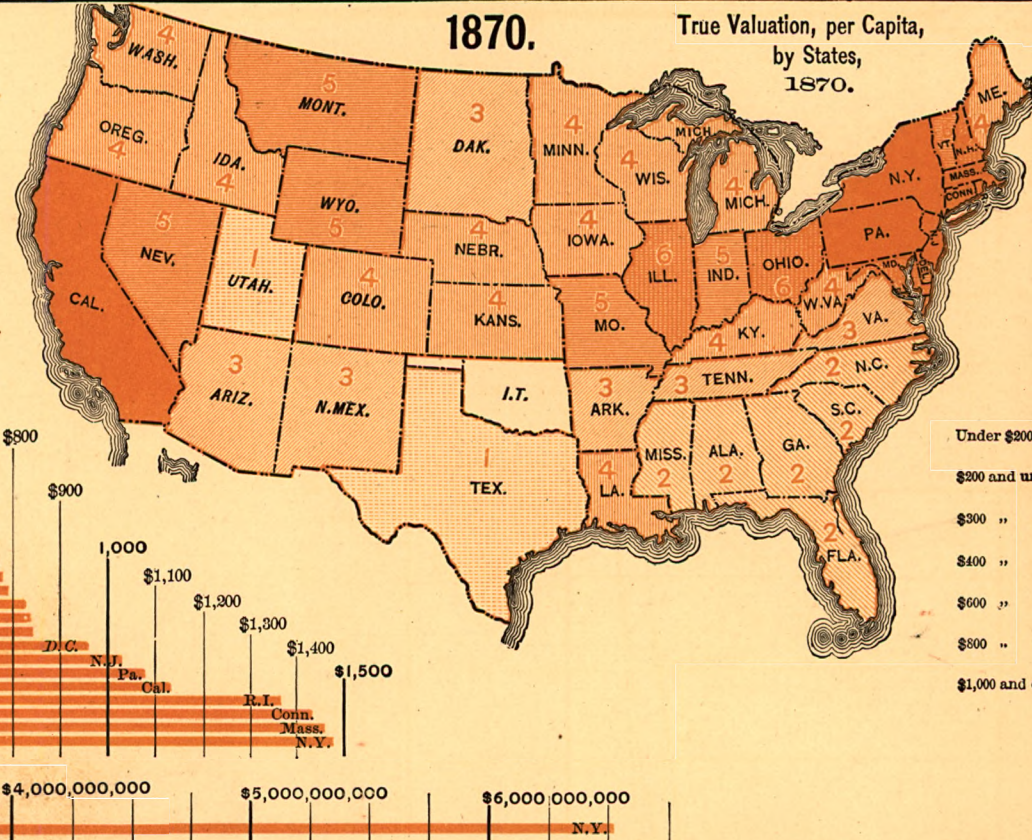 1870.
True Valuation, per Capita,
by States,
1870.
4
WASH.
5
MONT.
3
DAK.
4
MINN.
MICH
ME.
4
OREG.
4
IDA.
4
WYO.
5
4
WIS.
4
MICH.
VT.
N.H.
N.Y.
MASS.
CONN
5
NEV.
1
UTAH.
4
COLO.
4
NEBR.
4
IOWA.
6
ILL.
5
IND.
OHIO.
6
PA.
MD.
CAL.
4
KANS.
5
MO.
4
W.VA
4
KY.
3
VA.
3
ARIZ.
3
N.MEX.
I.T.
3
ARK.
3
TENN.
2
N.C.
S.C.
2
1
TEX.
4
LA.
MISS.
2
ALA.
2
GA.
2
2
FLA.
$800
$900
1,000
$1,100
$1,200
$1,300
$1,400
$1,500
D.C.
N.J.
Pa.
Cal.
R.I.
Conn.
Mass.
N.Y.
Under $200
$200 and
$300 „
$400 „
$600 „
$800 „
$1,000 and
$4,000,000,000
$5,000,000,000
$6,000,000,000
N.Y.